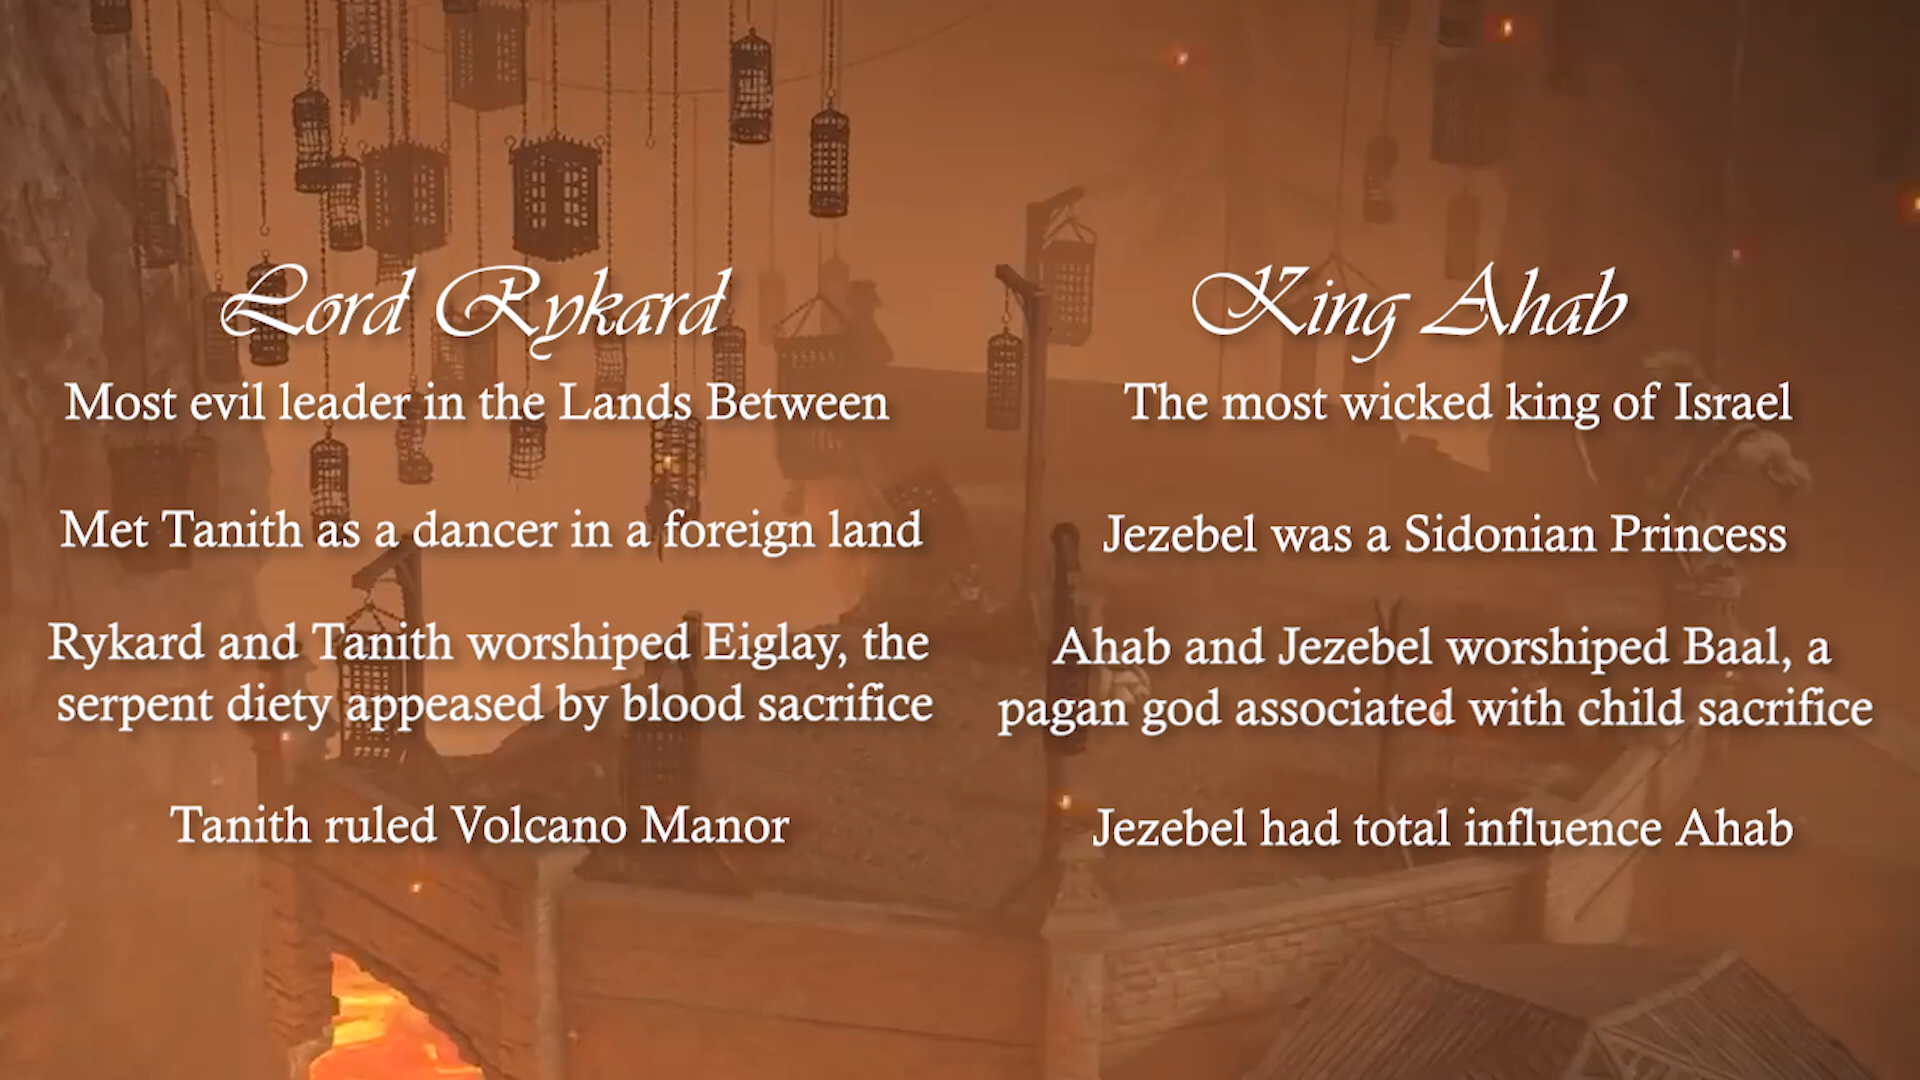 Lord Rykard
Most evil leader in the Lands Between
Met Tanith as a dancer in a foreign land
Rykard and Tanith worshiped Eiglay, the
serpent diety appeased by blood sacrifice
Tanith ruled Volcano Manor
King Ahab
The most wicked king of Israel
Jezebel was a Sidonian Princess
Ahab and Jezebel worshiped Baal, a
pagan god associated with child sacrifice
Jezebel had total influence Ahab